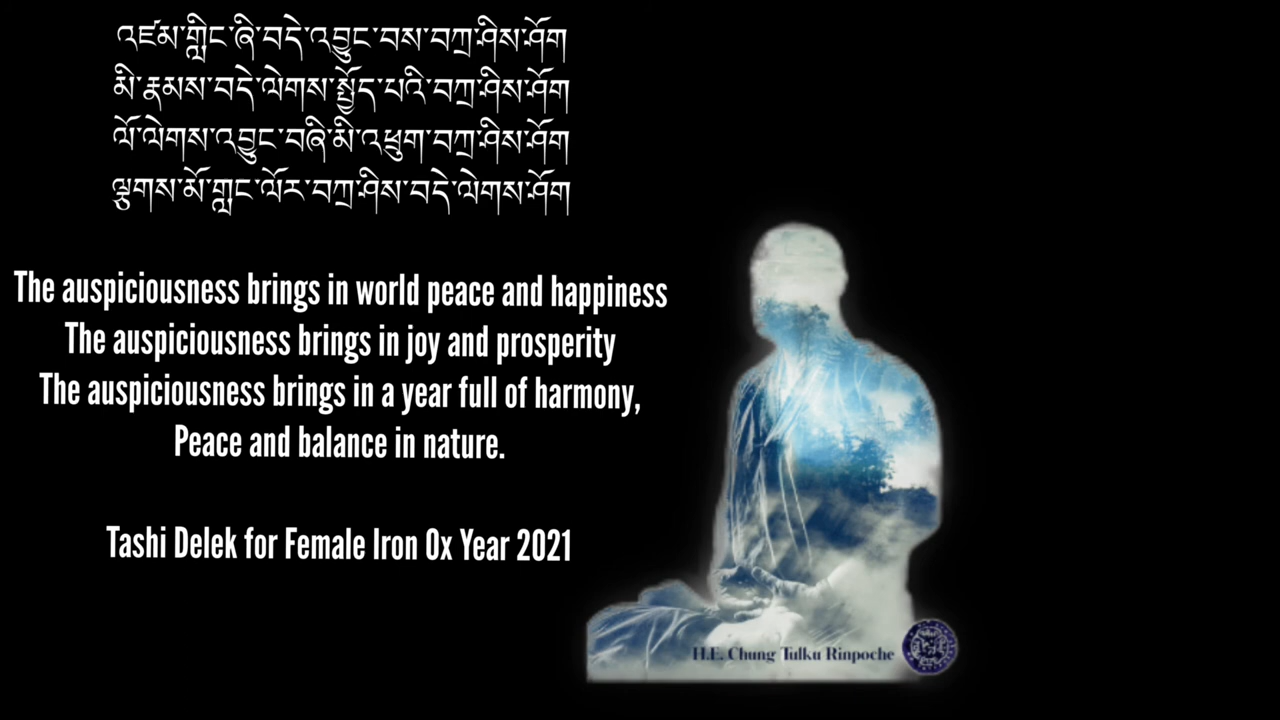 འཛམ་གླིང་ཞི་བདེ་འབྱུང་བས་བཀྲ་ཤིས་ཤོག
མི་རྣམས་བདེ་ལེགས་སྤྱོད་པའི་བཀྲ་ཤིས་ཤོག
ལོ་ལེགས་འབྱུང་བཞི་མི་འཕྲུག་བཀྲ་ཤིས་ཤོག
ལྕགས་མོ་གླང་ལོར་བཀྲ་ཤིས་བདེ་ལེགས་ཤོག
The auspiciousness brings in world peace and happiness
The auspiciousness brings in joy and prosperity
The auspiciousness brings in a year full of harmony,
Peace and balance in nature.
Tashi Delek for Female Iron Ox Year 2021
H.E. Chung Tulku Rinpoche